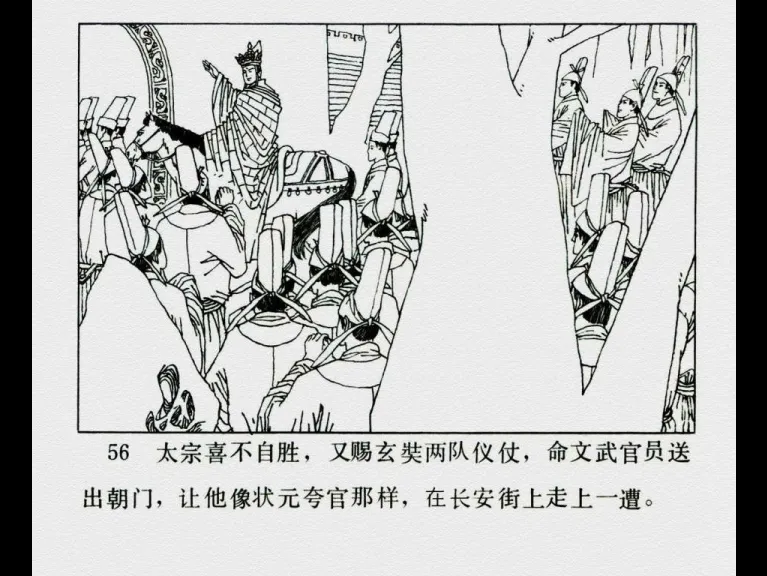 56 太宗喜不自胜，又赐玄奘两队仪仗，命文武官员送
出朝门，让他像状元夸官那样，在长安街上走上一遭。